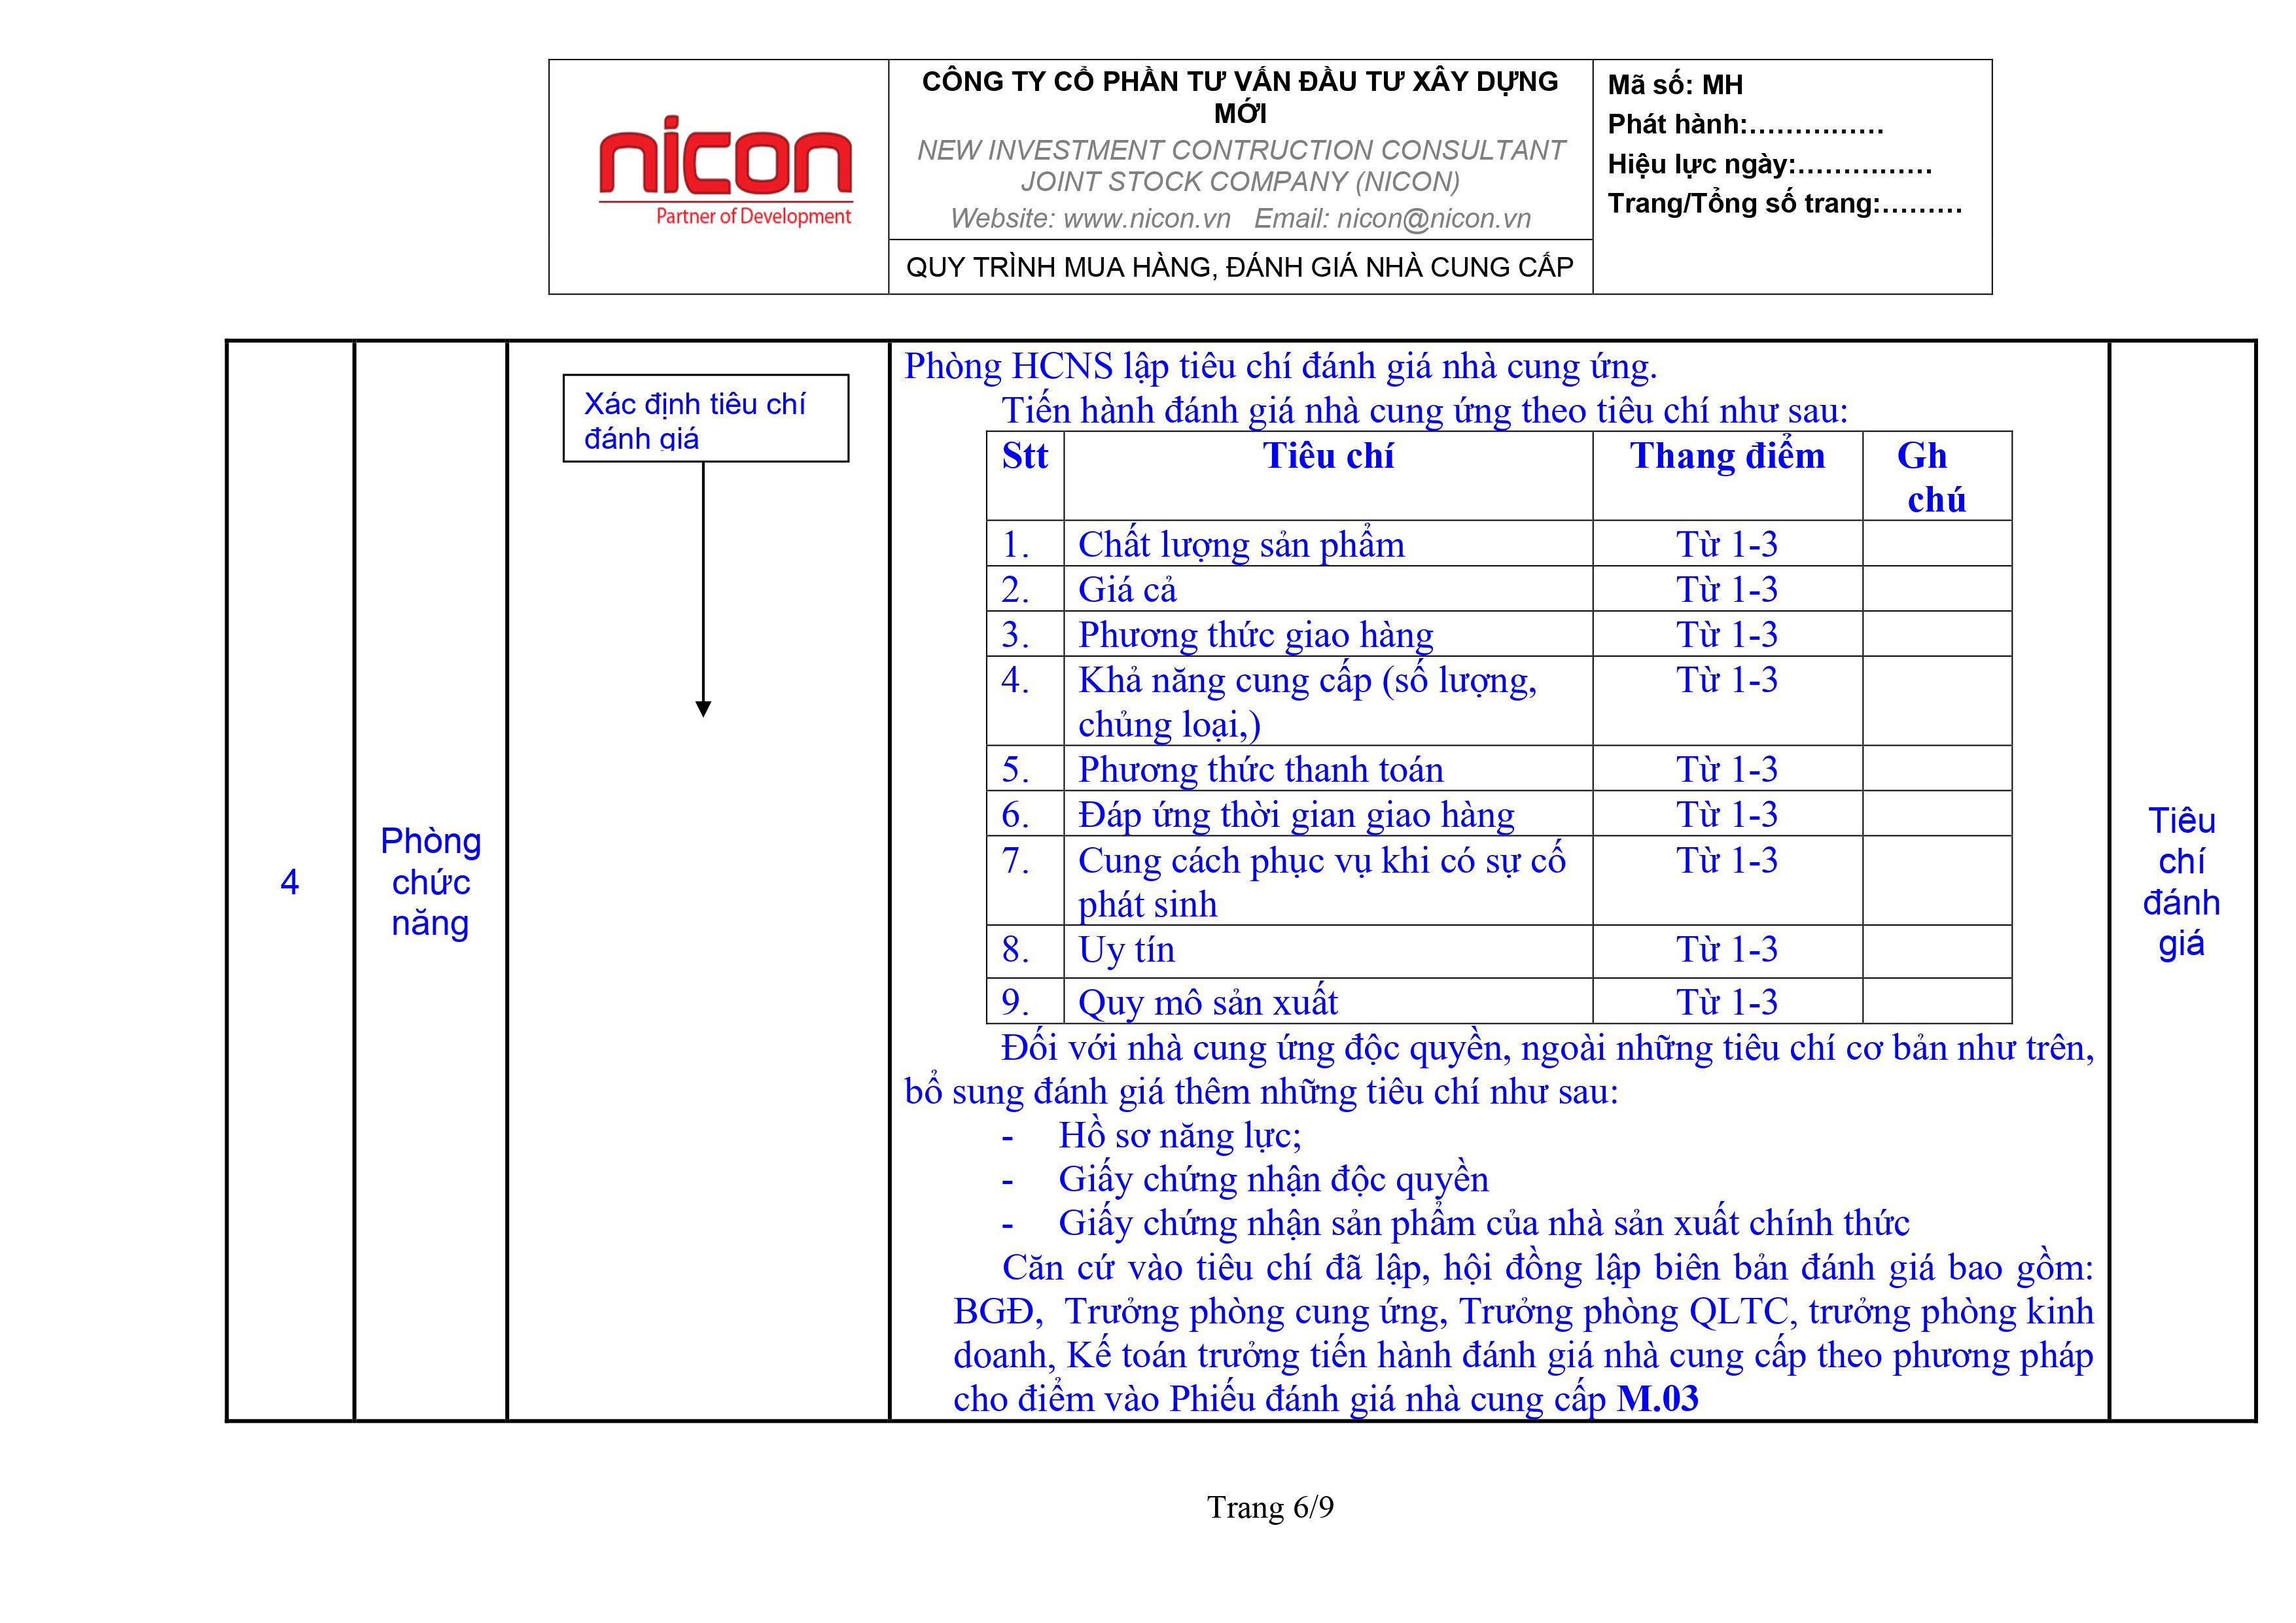 nicon
Partner of Development
CÔNG TY CỔ PHẦN TƯ VẤN ĐẦU TƯ XÂY DỰNG
MỚI
NEW INVESTMENT CONTRUCTION CONSULTANT
JOINT STOCK COMPANY (NICON)
Website: www.nicon.vn Email: nicon@nicon.vn
QUY TRÌNH MUA HÀNG, ĐÁNH GIÁ NHÀ CUNG CẤP
Mã số: MH
Phát hành:……………
Hiệu lực ngày:……………
Trang/Tổng số trang:………
4
Phòng
chức
năng
Xác định tiêu chí
đánh giá
Phòng HCNS lập tiêu chí đánh giá nhà cung ứng.
Tiến hành đánh giá nhà cung ứng theo tiêu chí như sau:
Stt Tiêu chí Thang điểm Gh
chú
1. Chất lượng sản phẩm Từ 1-3
2. Giá cả Từ 1-3
3. Phương thức giao hàng Từ 1-3
4. Khả năng cung cấp (số lượng, Từ 1-3
chủng loại,)
5. Phương thức thanh toán Từ 1-3
6. Đáp ứng thời gian giao hàng Từ 1-3
7. Cung cách phục vụ khi có sự cố Từ 1-3
phát sinh
8. Uy tín Từ 1-3
9. Quy mô sản xuất Từ 1-3
Đối với nhà cung ứng độc quyền, ngoài những tiêu chí cơ bản như trên,
bổ sung đánh giá thêm những tiêu chí như sau:
- Hồ sơ năng lực;
- Giấy chứng nhận độc quyền
- Giấy chứng nhận sản phẩm của nhà sản xuất chính thức
Căn cứ vào tiêu chí đã lập, hội đồng lập biên bản đánh giá bao gồm:
BGĐ, Trưởng phòng cung ứng, Trưởng phòng QLTC, trưởng phòng kinh
doanh, Kế toán trưởng tiến hành đánh giá nhà cung cấp theo phương pháp
cho điểm vào Phiếu đánh giá nhà cung cấp M.03
Tiêu
chí
đánh
giá
Trang 6/9